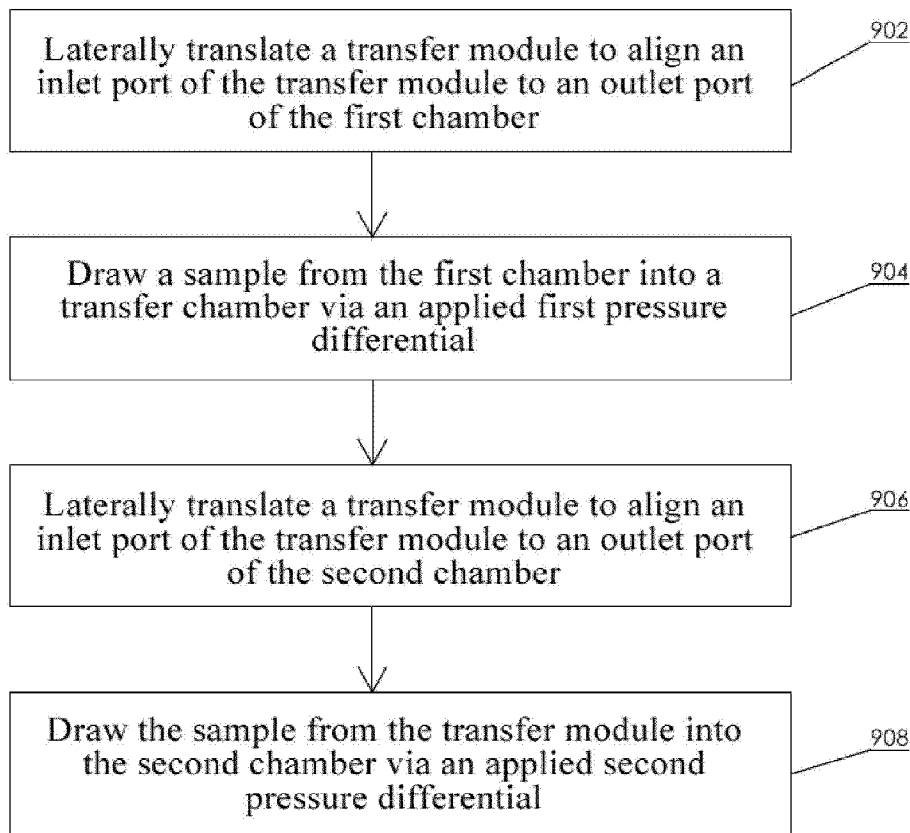 Laterally translate a transfer module to align an
inlet port of the transfer module to an outlet port
of the first chamber
902
Draw a sample from the first chamber into a
transfer chamber via an applied first pressure
differential
904
Laterally translate a transfer module to align an
inlet port of the transfer module to an outlet port
of the second chamber
906
Draw the sample from the transfer module into
the second chamber via an applied second
pressure differential
908